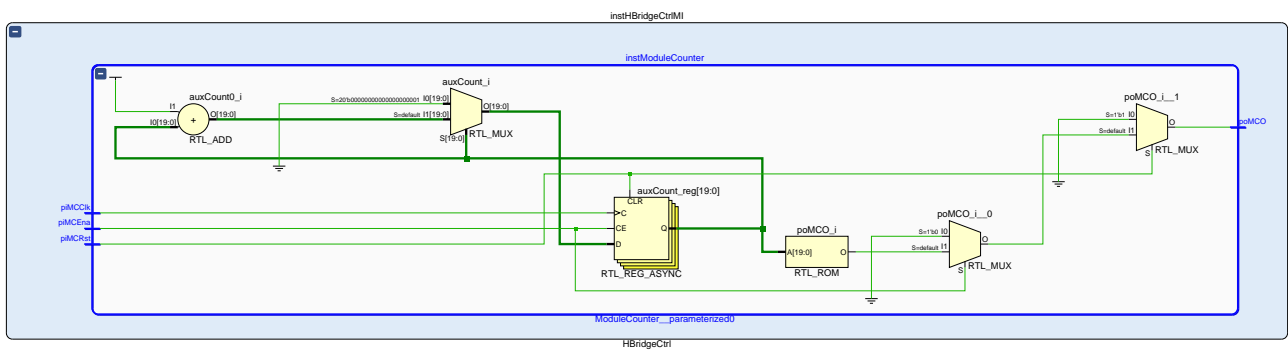 instHBridgeCtrlMI
instModuleCounter
auxCount_i
auxCount0_i
poMCO_i__1
S=20'b00000000000000000001 I0[19:0]
O[19:0]
I1
O[19:0]
S=default I1[19:0]
I0[19:0]
+
S=1'b1 I0
O
poMCO
S=default I1
RTL_ADD
S[19:0]
RTL_MUX
S
RTL_MUX
auxCount_reg[19:0]
CLR
piMCClk
C
piMCEna
CE
Q
piMCRst
D
poMCO_i__0
poMCO_i
S=1'b0 I0
O
A[19:0]
O
S=default I1
S
RTL_MUX
RTL_REG_ASYNC
RTL_ROM
ModuleCounter__parameterized0
HBridgeCtrl